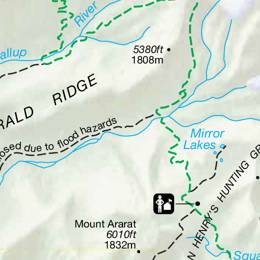 River
allup
5380ft
1808m
RALD RIDGE
osed due to flood hazards
Mirror
Lakes
N HENRY'S HUNTING GR
Mount Ararat
6010ft
1832m
Squa